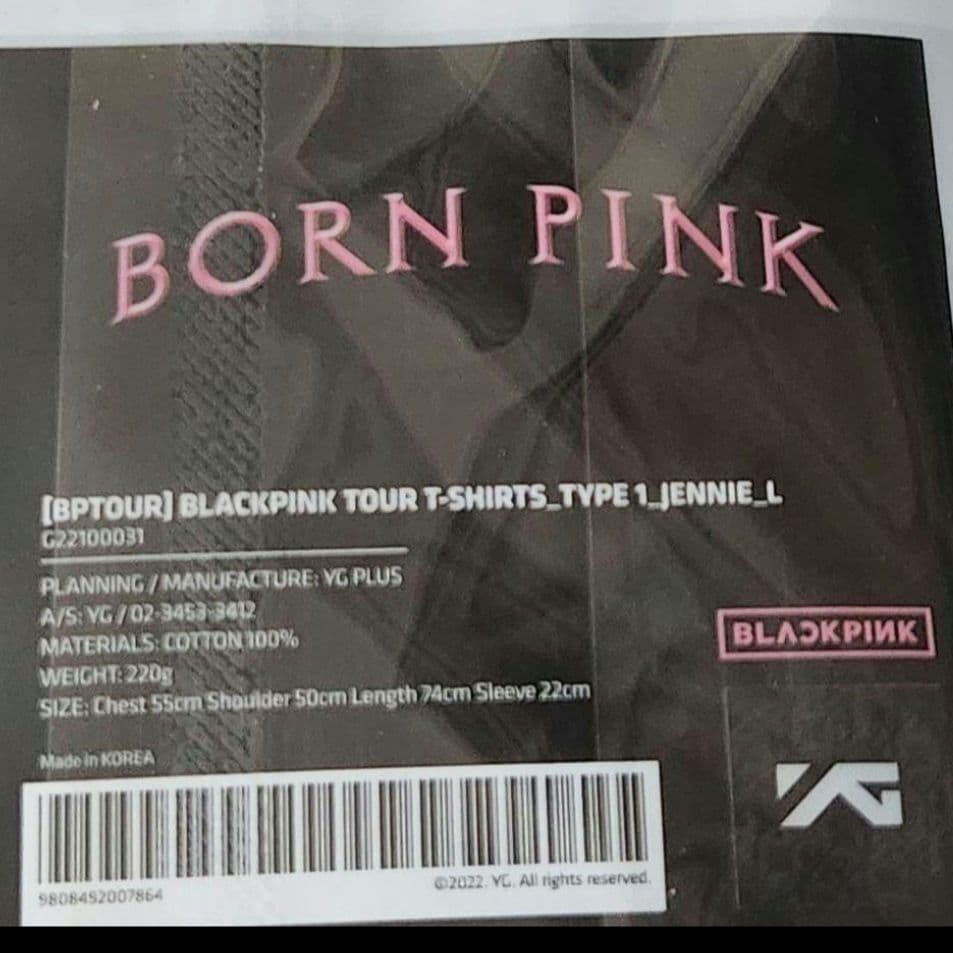 BORN PINK
[BPTOUR] BLACKPINK TOUR T-SHIRTS_TYPE 1_JENNIE_L
G22100031
PLANNING / MANUFACTURE: YG PLUS
A/S: YG / 02-3453-3412
MATERIALS: COTTON 100%
WEIGHT: 220g
SIZE: Chest 55cm Shoulder 50cm Length 74cm Sleeve 22cm
BLACKPINK
Made in KOREA
YG
9808452007864
©2022. YG. All rights reserved.